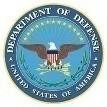 DEPARTMENT OF DEFENSE
UNITED STATES OF AMERICA